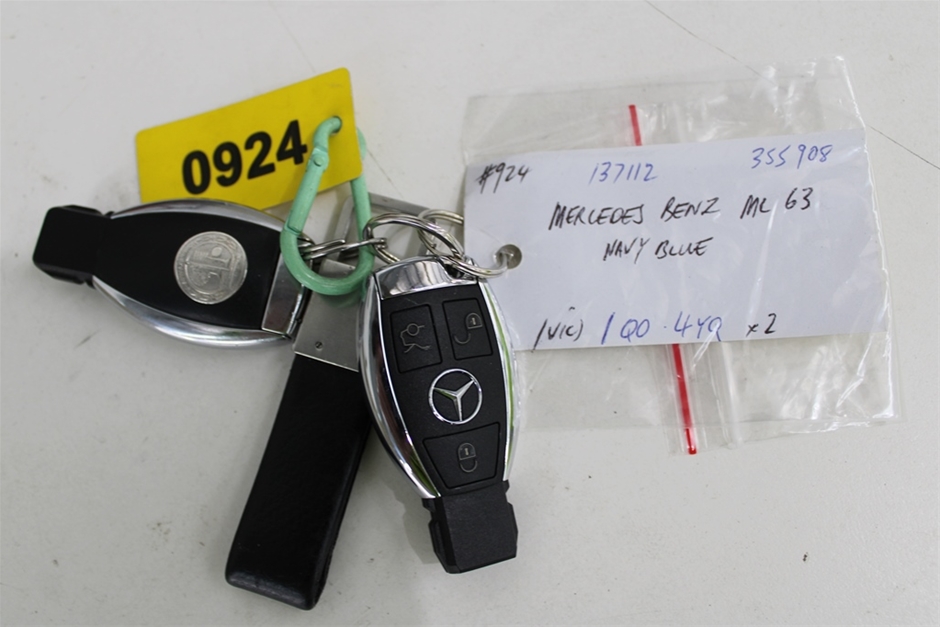 0924
#924 137112 355908
MERCEDES BENZ ML 63
NAVY BLUE
(VIC) 1QO·4YQ x2